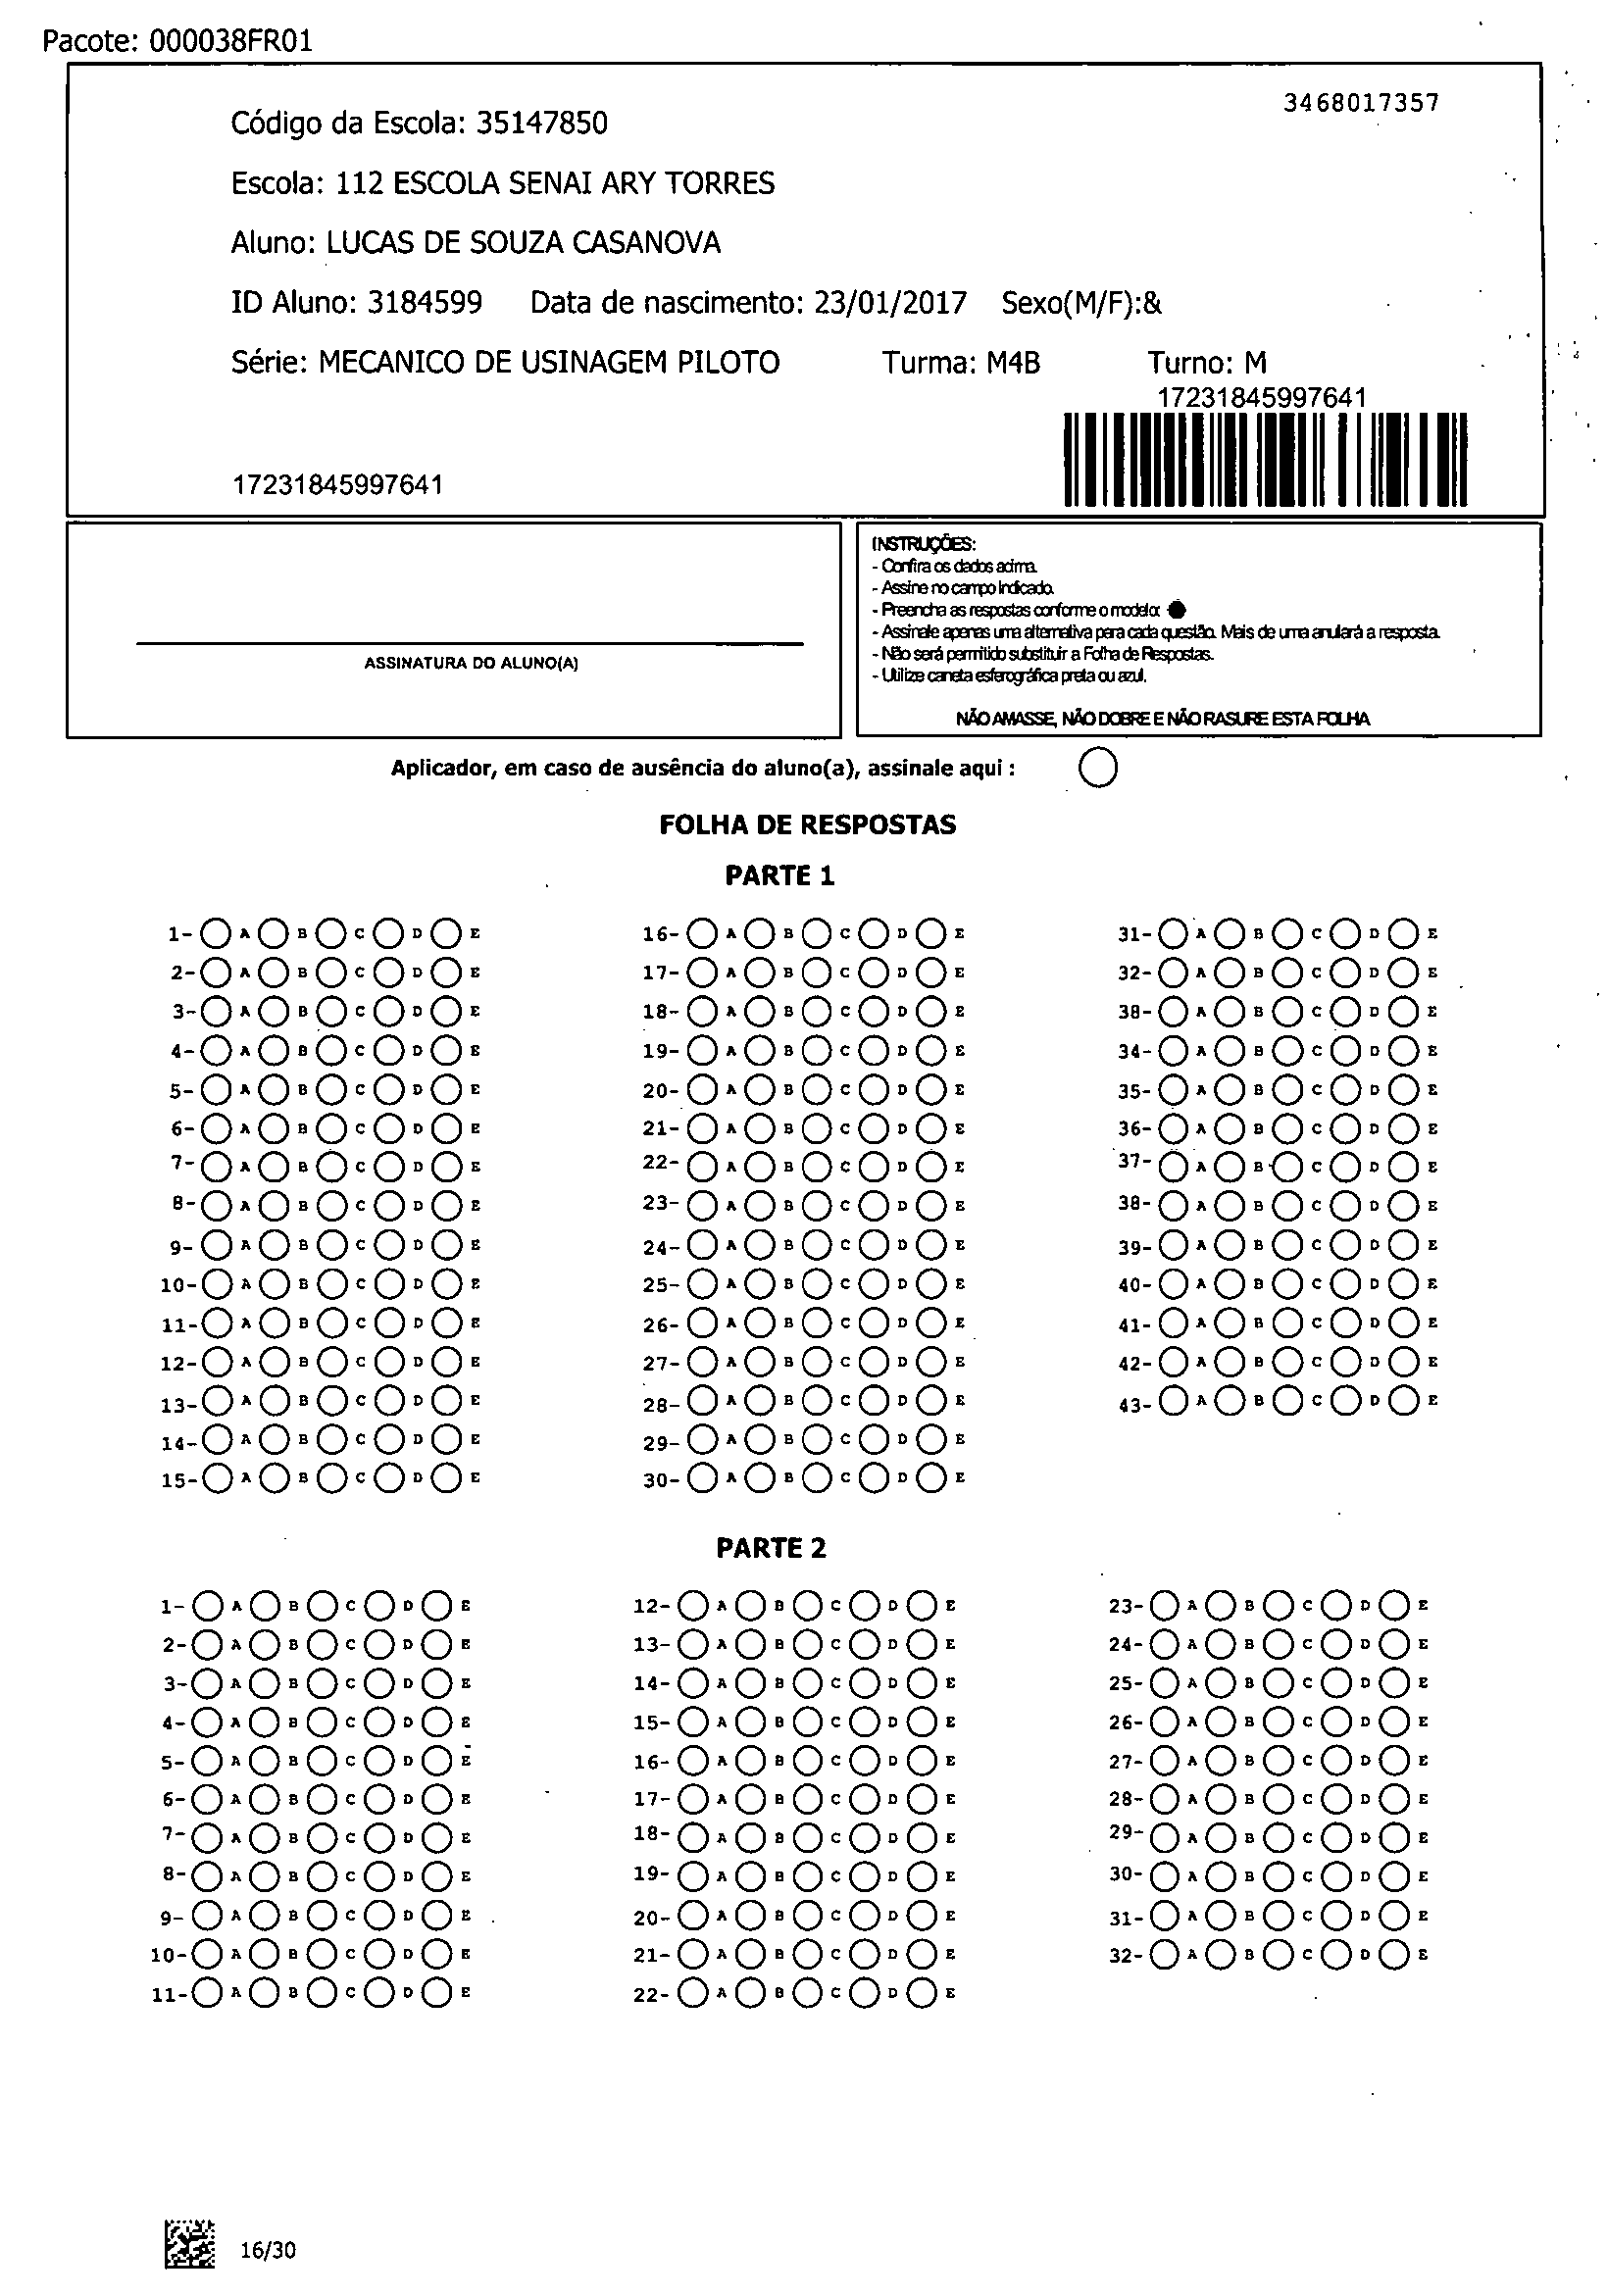 Pacote: 000038FR01
3468017357
Código da Escola: 35147850
Escola: 112 ESCOLA SENAI ARY TORRES
Aluno: LUCAS DE SOUZA CASANOVA
ID Aluno: 3184599 Data de nascimento: 23/01/2017 Sexo(M/F):&
Série: MECANICO DE USINAGEM PILOTO Turma: M4B Turno: M
17231845997641
17231845997641
ASSINATURA DO ALUNO(A)
INSTRUÇÕES:
- Confira os dados acima.
- Assine no campo indicado.
- Preencha as respostas conforme o modelo:
- Assinale apenas uma alternativa para cada questão. Mais de uma anulará a resposta.
- Não será permitido substituir a Folha de Respostas.
- Utilize caneta esferográfica preta ou azul.
NÃO AMASSE, NÃO DOBRE E NÃO RASURE ESTA FOLHA
Aplicador, em caso de ausência do aluno(a), assinale aqui :
FOLHA DE RESPOSTAS
PARTE 1
1- A B C D E 16- A B C D E 31- A B C D E
2- A B C D E 17- A B C D E 32- A B C D E
3- A B C D E 18- A B C D E 38- A B C D E
4- A B C D E 19- A B C D E 34- A B C D E
5- A B C D E 20- A B C D E 35- A B C D E
6- A B C D E 21- A B C D E 36- A B C D E
7- A B C D E 22- A B C D E 37- A B C D E
8- A B C D E 23- A B C D E 38- A B C D E
9- A B C D E 24- A B C D E 39- A B C D E
10- A B C D E 25- A B C D E 40- A B C D E
11- A B C D E 26- A B C D E 41- A B C D E
12- A B C D E 27- A B C D E 42- A B C D E
13- A B C D E 28- A B C D E 43- A B C D E
14- A B C D E 29- A B C D E
15- A B C D E 30- A B C D E
PARTE 2
1- A B C D E 12- A B C D E 23- A B C D E
2- A B C D E 13- A B C D E 24- A B C D E
3- A B C D E 14- A B C D E 25- A B C D E
4- A B C D E 15- A B C D E 26- A B C D E
5- A B C D E 16- A B C D E 27- A B C D E
6- A B C D E 17- A B C D E 28- A B C D E
7- A B C D E 18- A B C D E 29- A B C D E
8- A B C D E 19- A B C D E 30- A B C D E
9- A B C D E 20- A B C D E 31- A B C D E
10- A B C D E 21- A B C D E 32- A B C D E
11- A B C D E 22- A B C D E
16/30